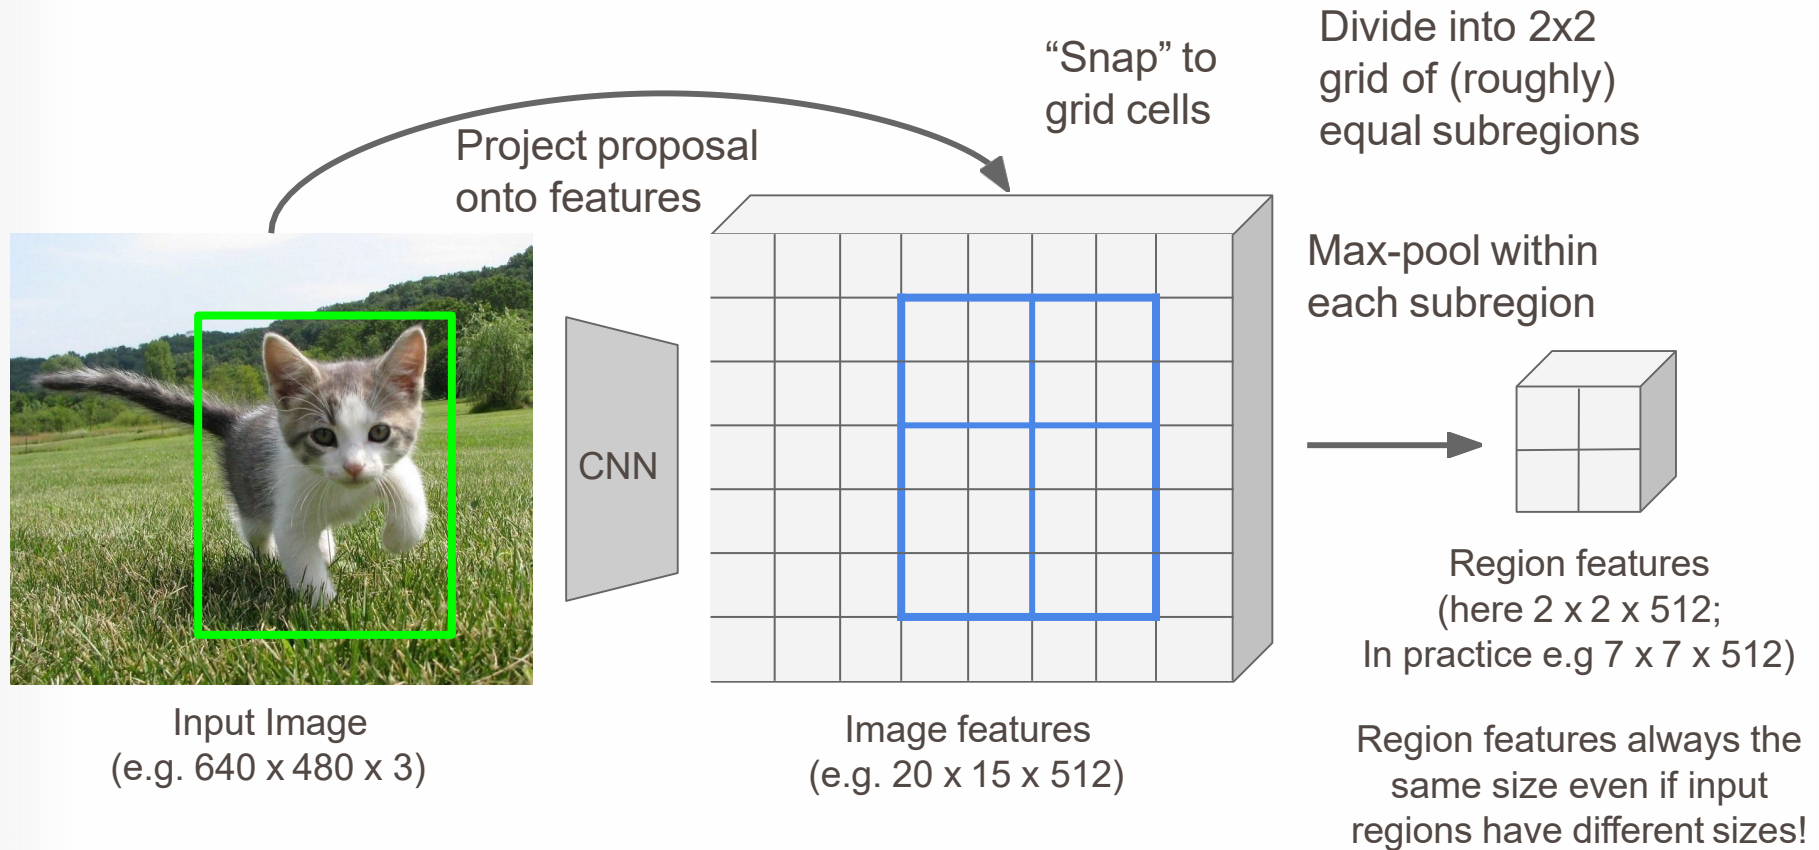 Divide into 2x2
grid of (roughly)
equal subregions
“Snap” to
grid cells
Project proposal
onto features
Max-pool within
each subregion
CNN
Region features
(here 2 x 2 x 512;
In practice e.g 7 x 7 x 512)
Input Image
(e.g. 640 x 480 x 3)
Image features
(e.g. 20 x 15 x 512)
Region features always the
same size even if input
regions have different sizes!